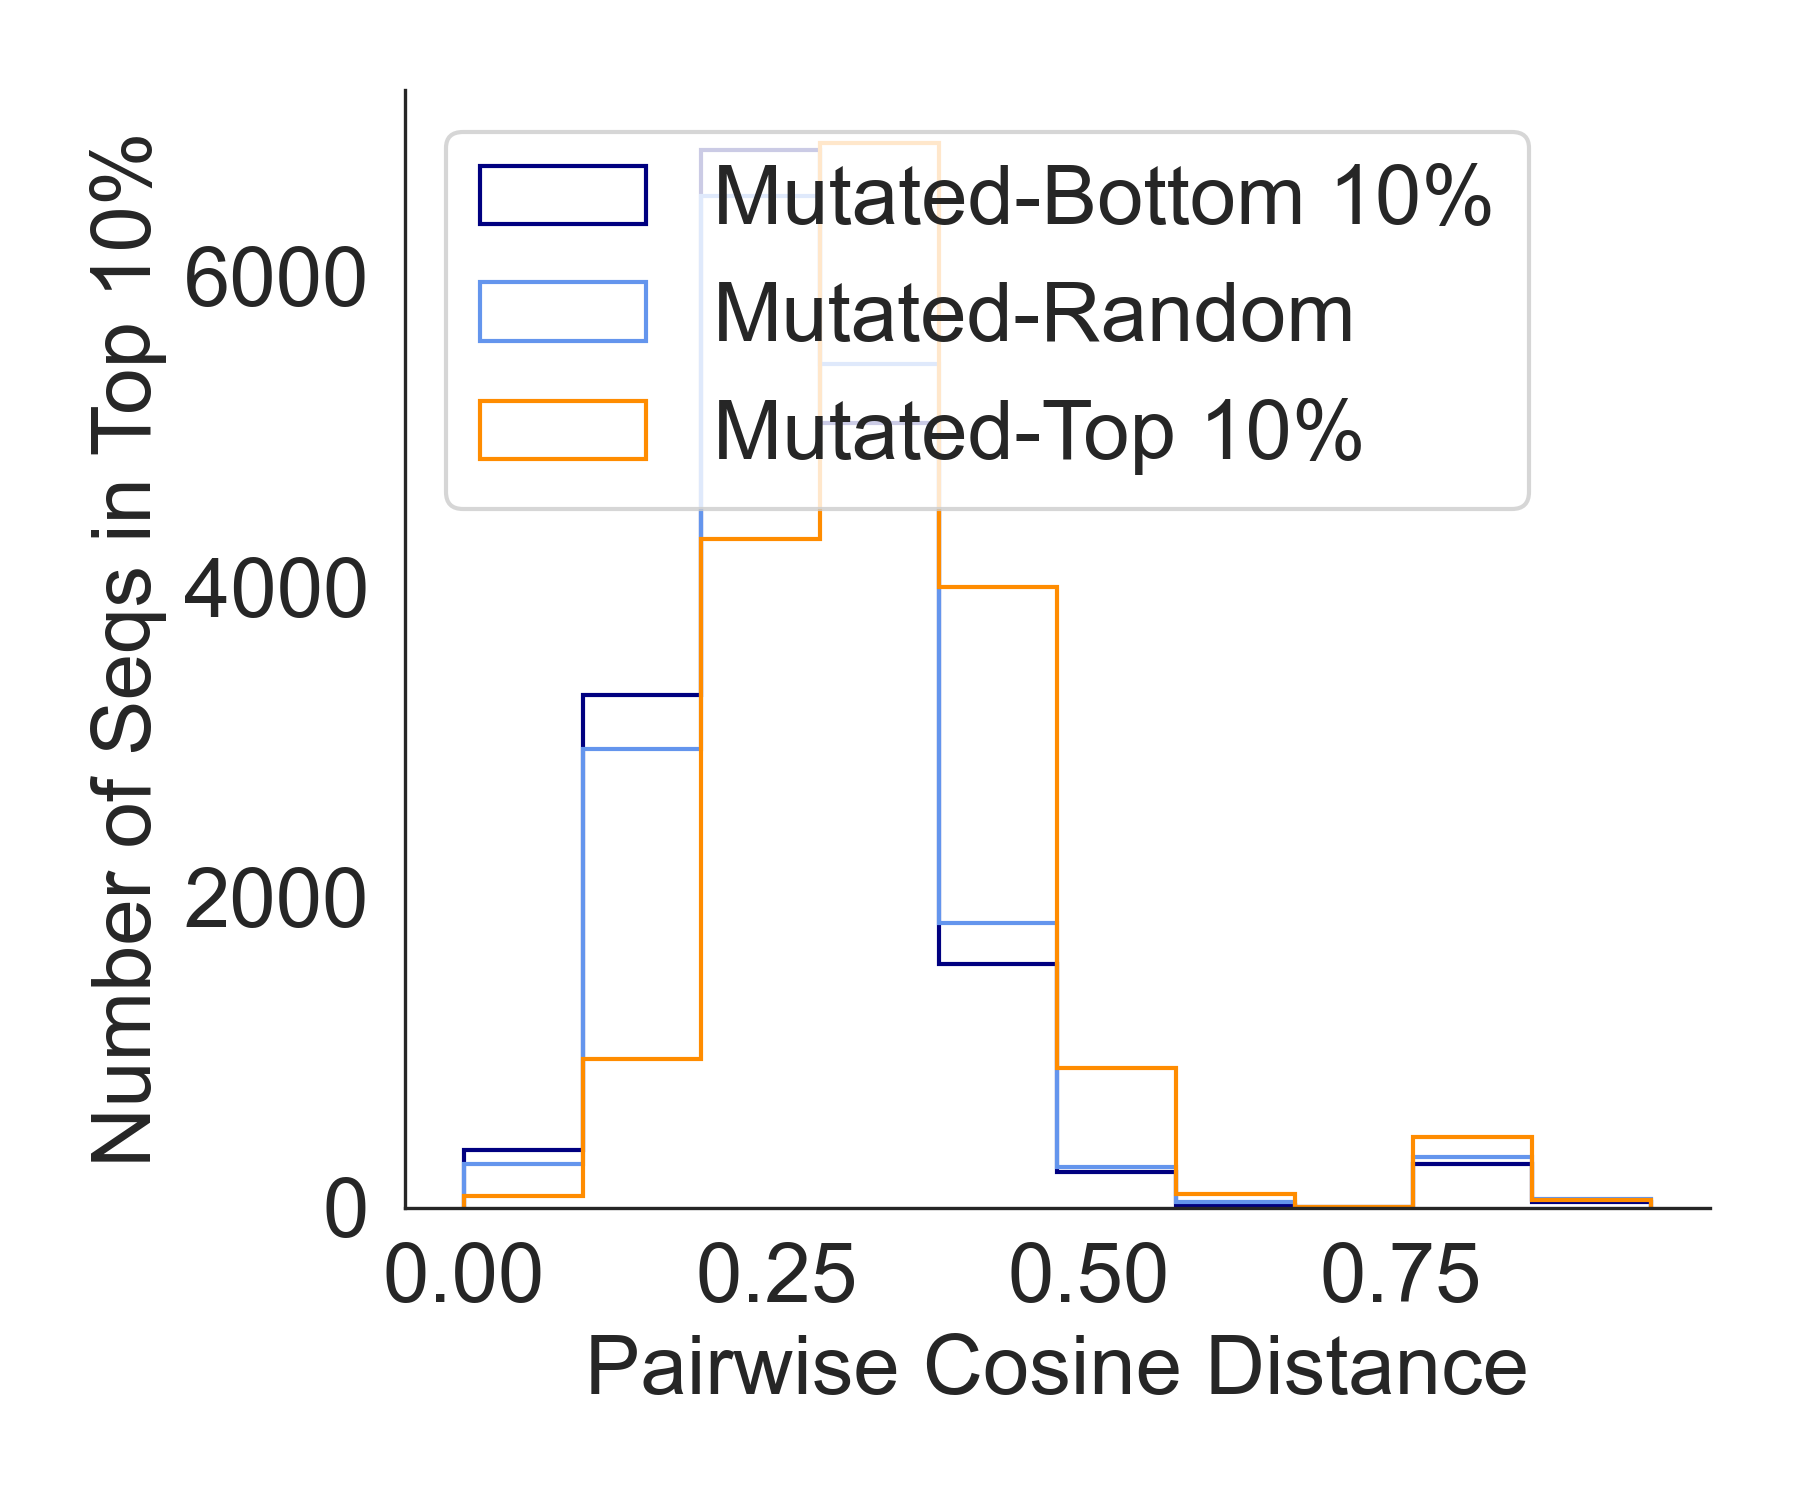 Number of Seqs in Top 10%
6000
4000
2000
0
Mutated-Bottom 10%
Mutated-Random
Mutated-Top 10%
0.00 0.25 0.50 0.75
Pairwise Cosine Distance